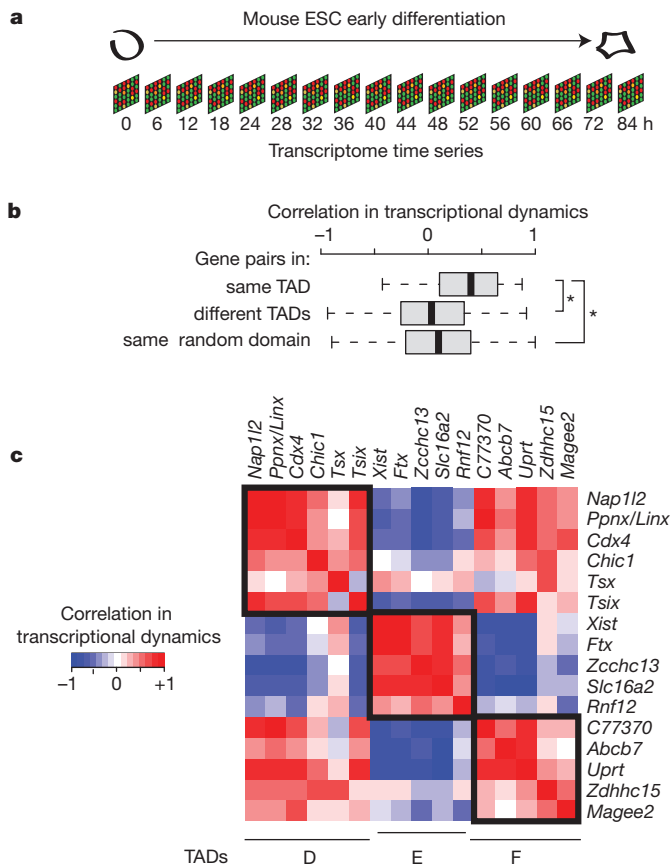 a
Mouse ESC early differentiation
0 6 12 18 24 28 32 36 40 44 48 52 56 60 66 72 84 h
Transcriptome time series
b
Correlation in transcriptional dynamics
−1 0 1
Gene pairs in:
same TAD
different TADs
same random domain
*
*
c
Nap1l2
Ppnx/Linx
Cdx4
Chic1
Tsx
Tsix
Xist
Ftx
Zcchc13
Slc16a2
Rnf12
C77370
Abcb7
Uprt
Zdhhc15
Magee2
Nap1l2
Ppnx/Linx
Cdx4
Chic1
Tsx
Tsix
Xist
Ftx
Zcchc13
Slc16a2
Rnf12
C77370
Abcb7
Uprt
Zdhhc15
Magee2
Correlation in
transcriptional dynamics
−1 0 +1
TADs D E F